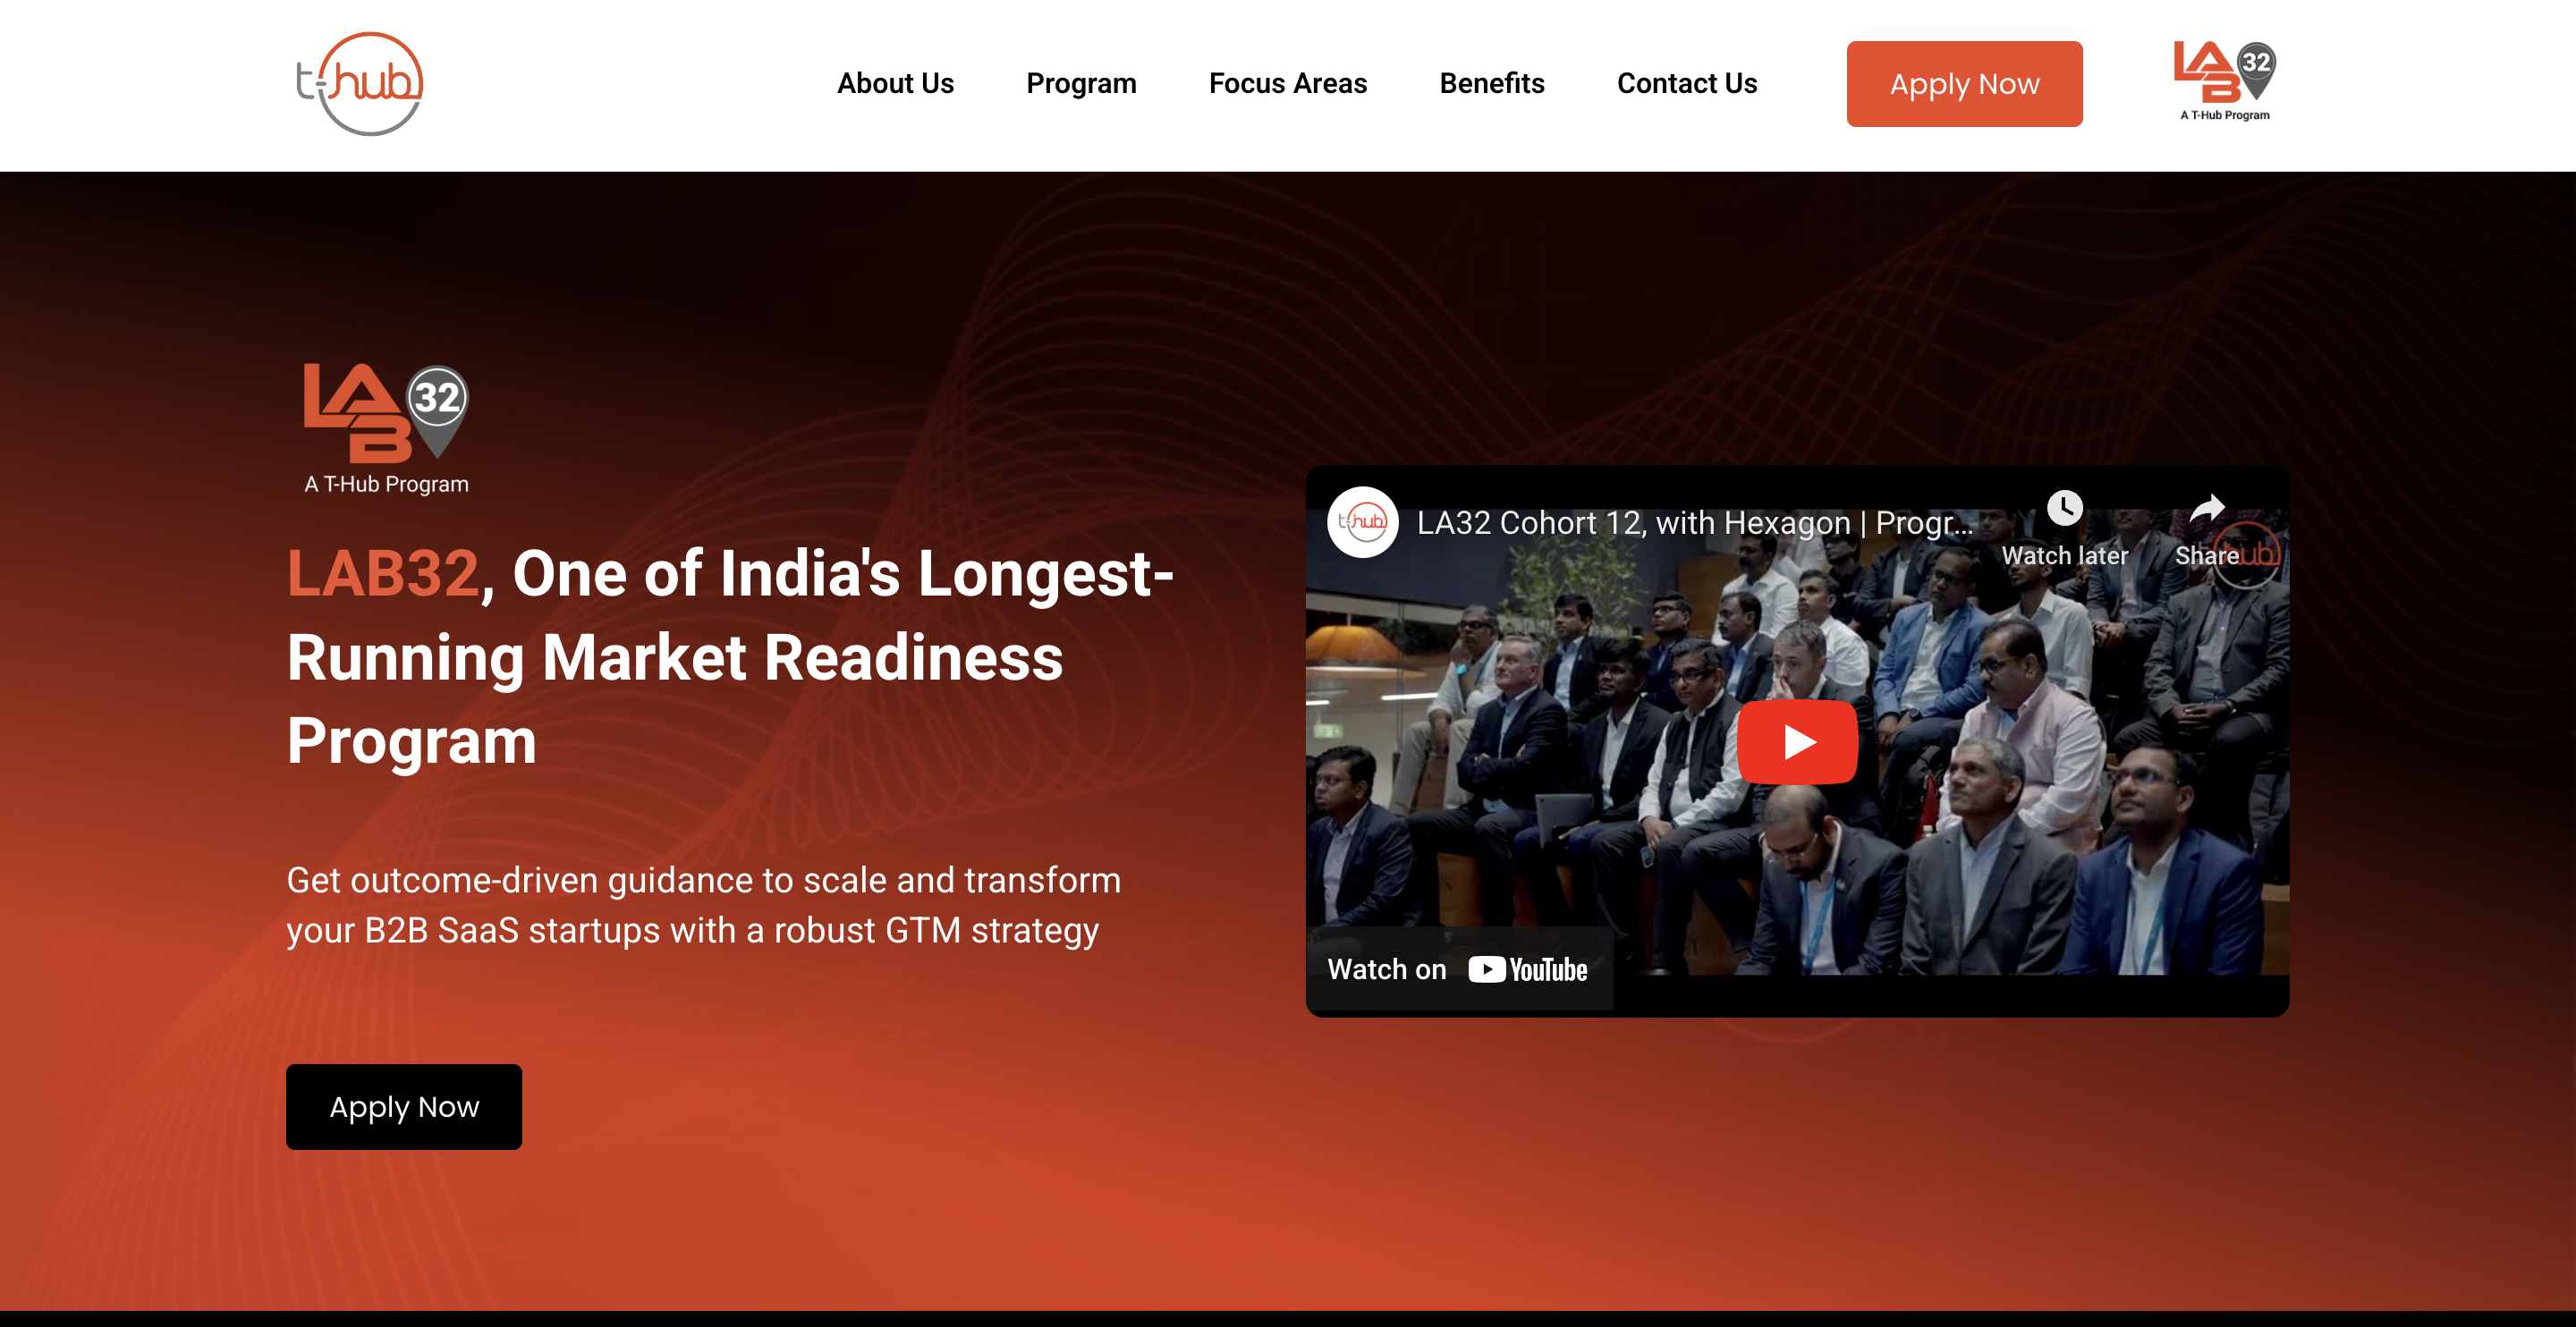 t-hub
About Us
Program
Focus Areas
Benefits
Contact Us
Apply Now
LAB 32
A T-Hub Program
LAB 32
A T-Hub Program
LAB32, One of India's Longest-
Running Market Readiness
Program
Get outcome-driven guidance to scale and transform
your B2B SaaS startups with a robust GTM strategy
Apply Now
t-hub
LA32 Cohort 12, with Hexagon | Progr...
Watch later
Share
hub
Watch on YouTube